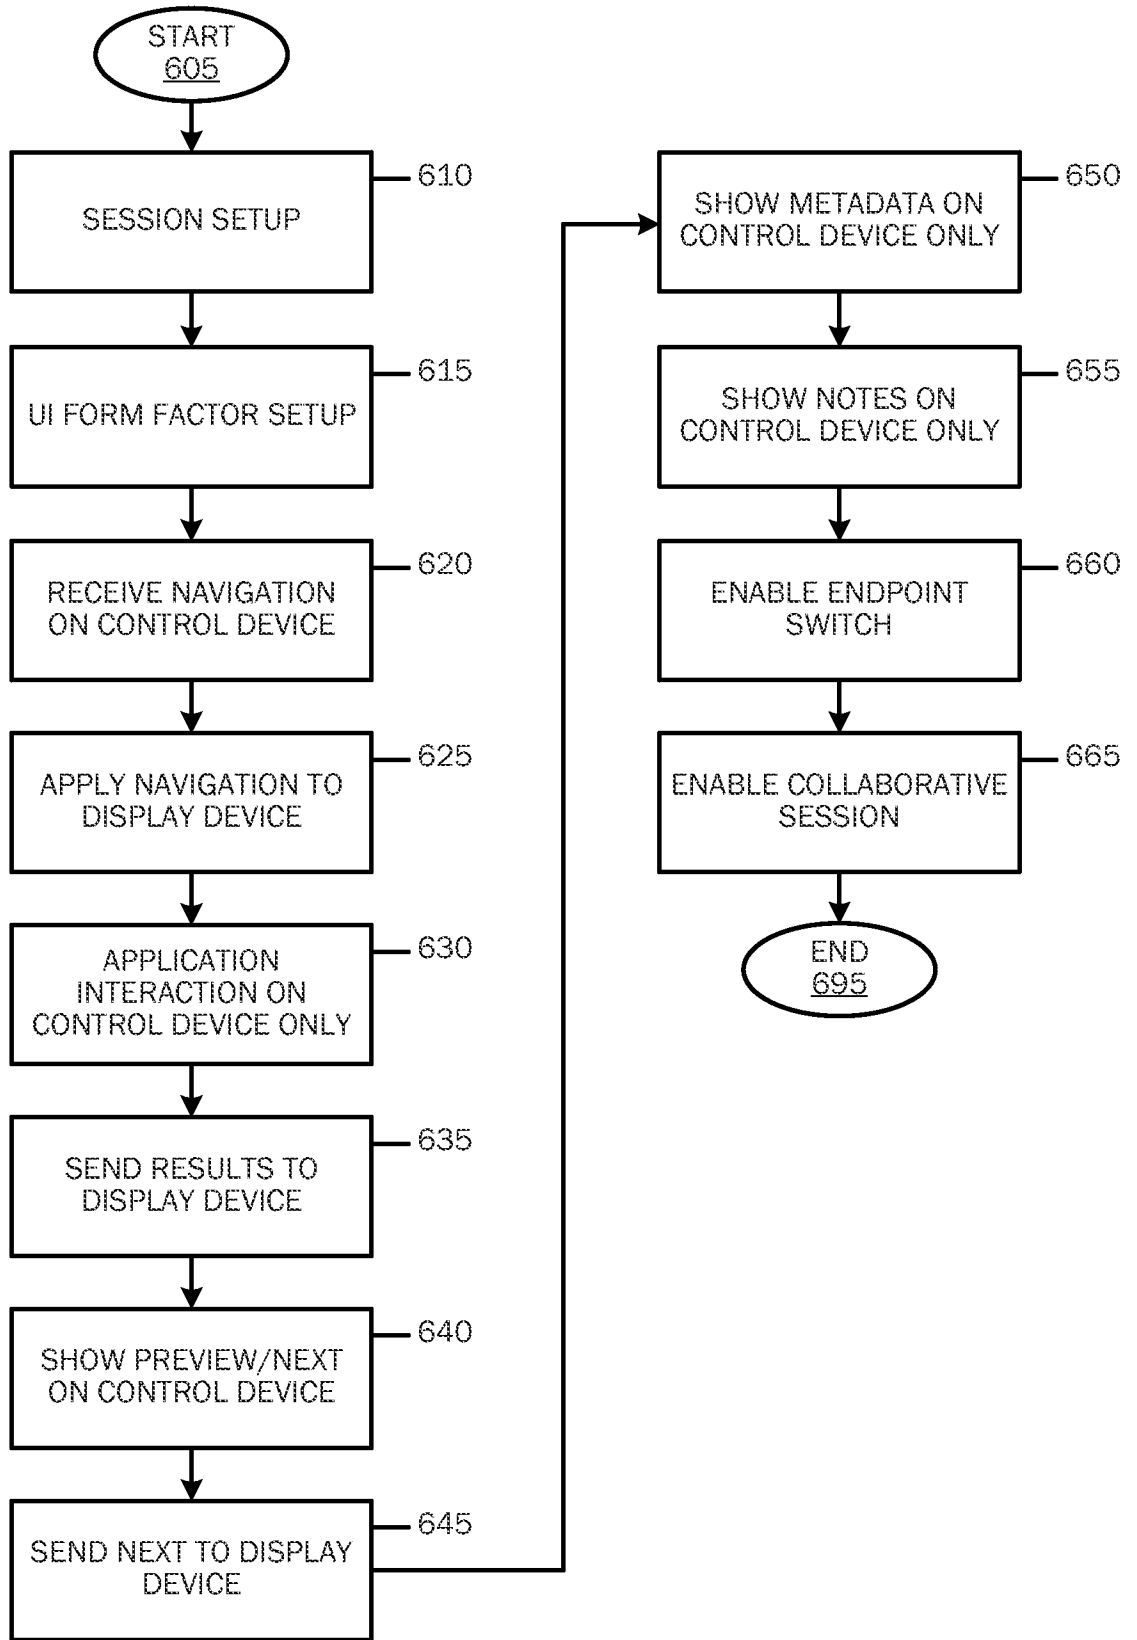 START
605
610
SESSION SETUP
615
UI FORM FACTOR SETUP
620
RECEIVE NAVIGATION
ON CONTROL DEVICE
625
APPLY NAVIGATION TO
DISPLAY DEVICE
630
APPLICATION
INTERACTION ON
CONTROL DEVICE ONLY
635
SEND RESULTS TO
DISPLAY DEVICE
640
SHOW PREVIEW/NEXT
ON CONTROL DEVICE
645
SEND NEXT TO DISPLAY
DEVICE
650
SHOW METADATA ON
CONTROL DEVICE ONLY
655
SHOW NOTES ON
CONTROL DEVICE ONLY
660
ENABLE ENDPOINT
SWITCH
665
ENABLE COLLABORATIVE
SESSION
END
695